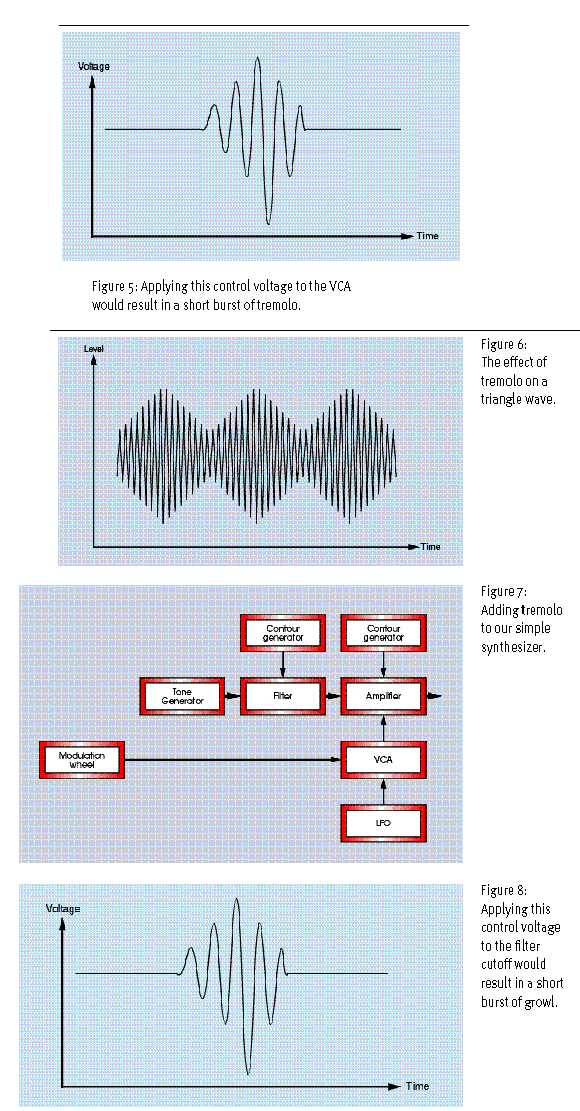 Voltage
Time
Figure 5: Applying this control voltage to the VCA
would result in a short burst of tremolo.
Figure 6:
The effect of
tremolo on a
triangle wave.
Level
Time
Figure 7:
Adding tremolo
to our simple
synthesizer.
Contour
generator
Contour
generator
Tone
Generator
Filter
Amplifier
Modulation
wheel
VCA
LFO
Figure 8:
Applying this
control voltage
to the filter
cutoff would
result in a short
burst of growl.
Voltage
Time